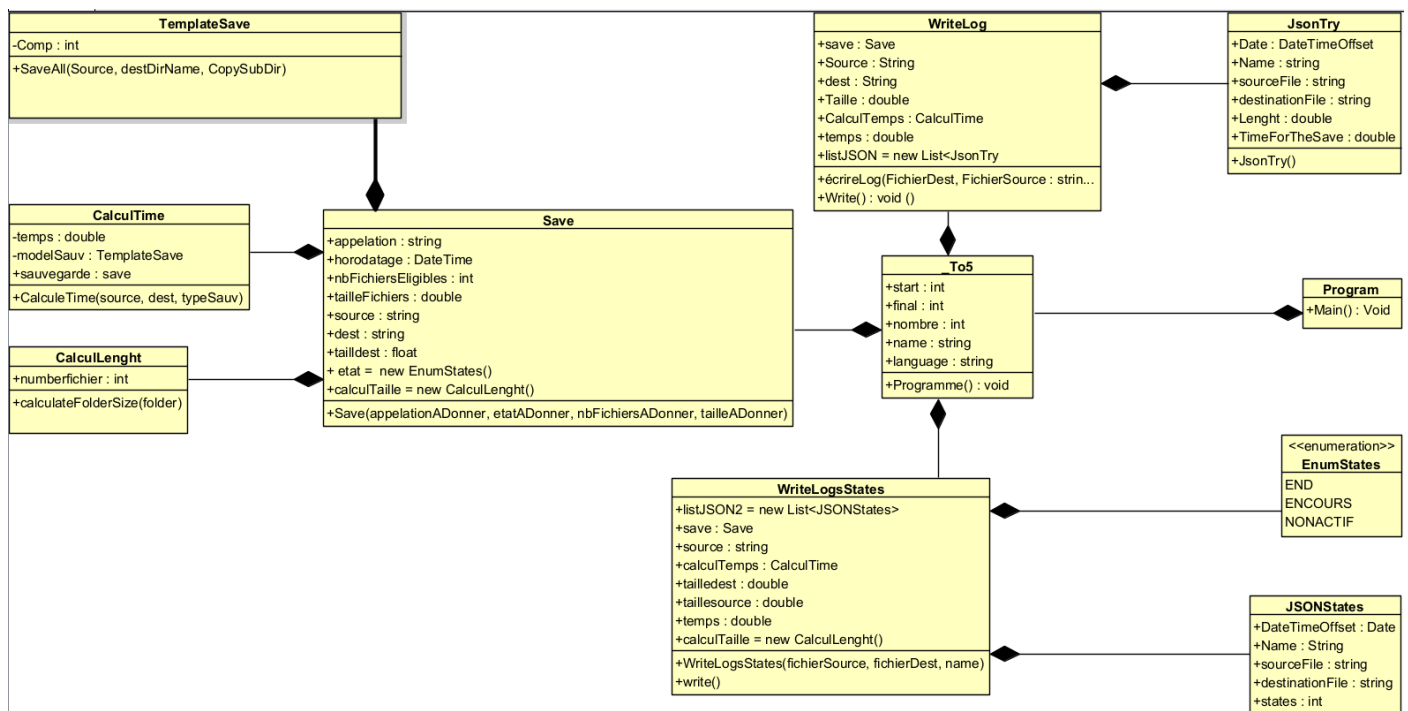 TemplateSave
-Comp : int
+SaveAll(Source, destDirName, CopySubDir)
WriteLog
+save : Save
+Source : String
+dest : String
+Taille : double
+CalculTemps : CalculTime
+temps : double
+listJSON = new List<JsonTry
+écrireLog(FichierDest, FichierSource : strin...
+Write() : void ()
JsonTry
+Date : DateTimeOffset
+Name : string
+sourceFile : string
+destinationFile : string
+Lenght : double
+TimeForTheSave : double
+JsonTry()
CalculTime
-temps : double
-modelSauv : TemplateSave
+sauvegarde : save
+CalculeTime(source, dest, typeSauv)
Save
+appelation : string
+horodatage : DateTime
+nbFichiersEligibles : int
+tailleFichiers : double
+source : string
+dest : string
+tailldest : float
+ etat =  new EnumStates()
+calculTaille = new CalculLenght()
+Save(appelationADonner, etatADonner, nbFichiersADonner, tailleADonner)
_To5
+start : int
+final : int
+nombre : int
+name : string
+language : string
+Programme() : void
Program
+Main() : Void
CalculLenght
+numberfichier : int
+calculateFolderSize(folder)
WriteLogsStates
+listJSON2 = new List<JSONStates>
+save : Save
+source : string
+calculTemps : CalculTime
+tailledest : double
+taillesource : double
+temps : double
+calculTaille = new CalculLenght()
+WriteLogsStates(fichierSource, fichierDest, name)
+write()
<<enumeration>>
EnumStates
END
ENCOURS
NONACTIF
JSONStates
+DateTimeOffset : Date
+Name : String
+sourceFile : string
+destinationFile : string
+states : int